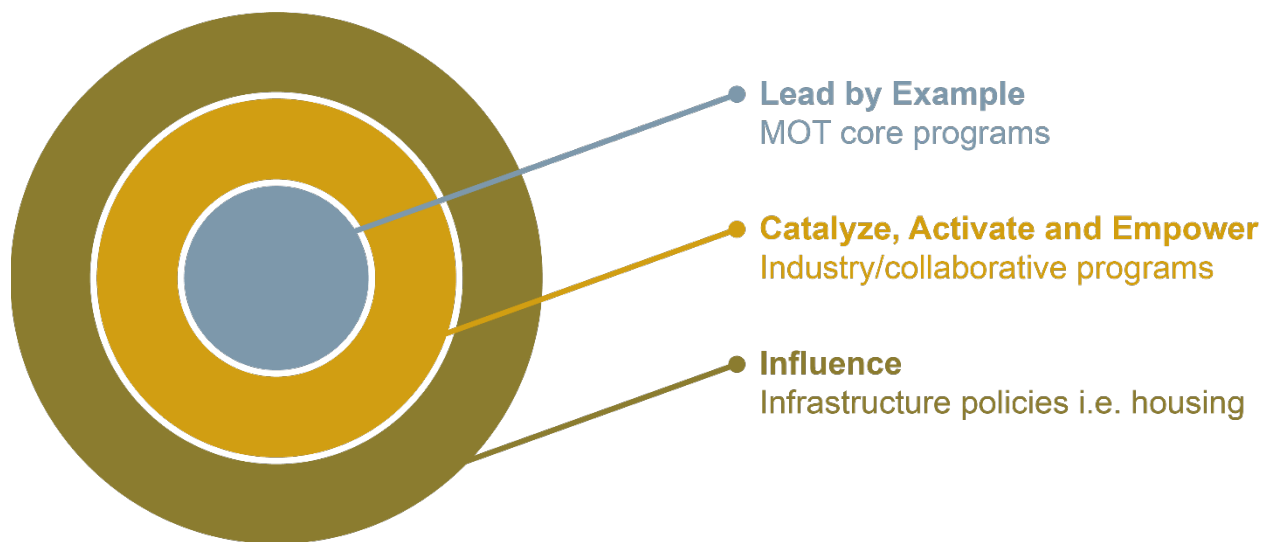 Lead by Example
MOT core programs
Catalyze, Activate and Empower
Industry/collaborative programs
Influence
Infrastructure policies i.e. housing